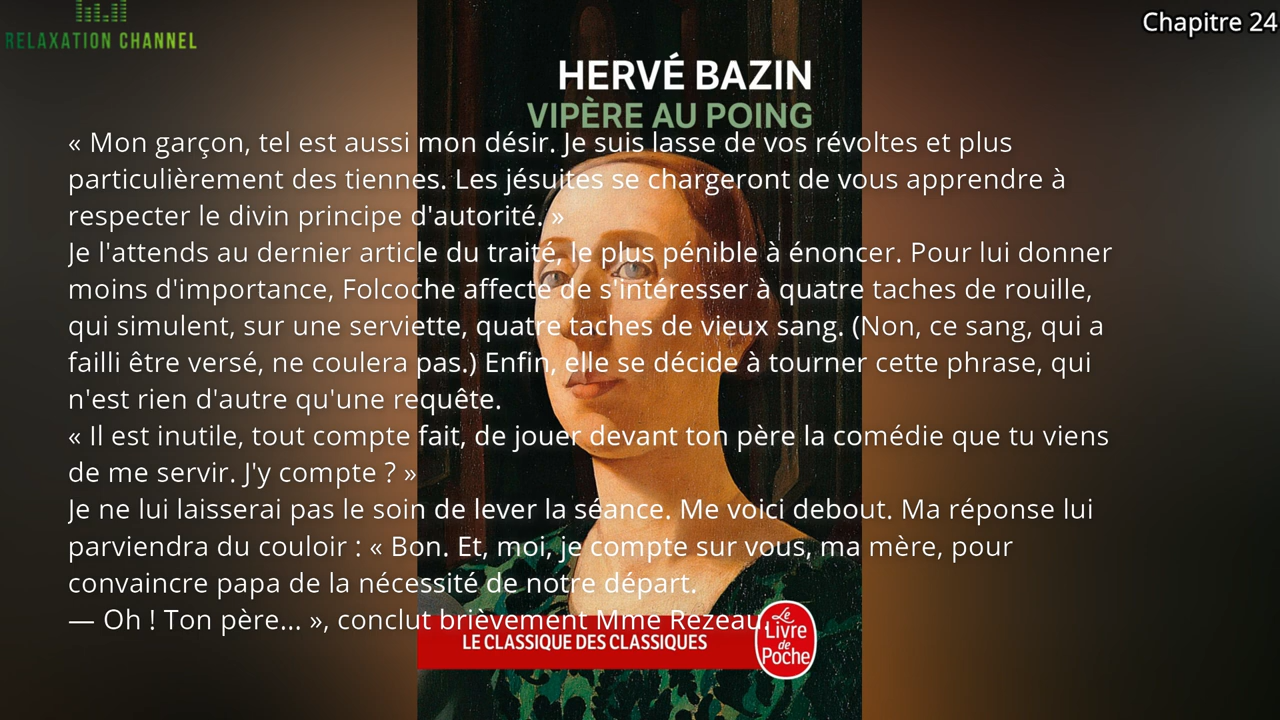 RELAXATION CHANNEL
Chapitre 24
HERVÉ BAZIN
VIPÈRE AU POING
« Mon garçon, tel est aussi mon désir. Je suis lasse de vos révoltes et plus
particulièrement des tiennes. Les jésuites se chargeront de vous apprendre à
respecter le divin principe d'autorité. »
Je l'attends au dernier article du traité, le plus pénible à énoncer. Pour lui donner
moins d'importance, Folcoche affecte de s'intéresser à quatre taches de rouille,
qui simulent, sur une serviette, quatre taches de vieux sang. (Non, ce sang, qui a
failli être versé, ne coulera pas.) Enfin, elle se décide à tourner cette phrase, qui
n'est rien d'autre qu'une requête.
« Il est inutile, tout compte fait, de jouer devant ton père la comédie que tu viens
de me servir. J'y compte ? »
Je ne lui laisserai pas le soin de lever la séance. Me voici debout. Ma réponse lui
parviendra du couloir : « Bon. Et, moi, je compte sur vous, ma mère, pour
convaincre papa de la nécessité de notre départ.
— Oh ! Ton père... », conclut brièvement Mme Rezeau.
LE CLASSIQUE DES CLASSIQUES
Le
Livre
de
Poche